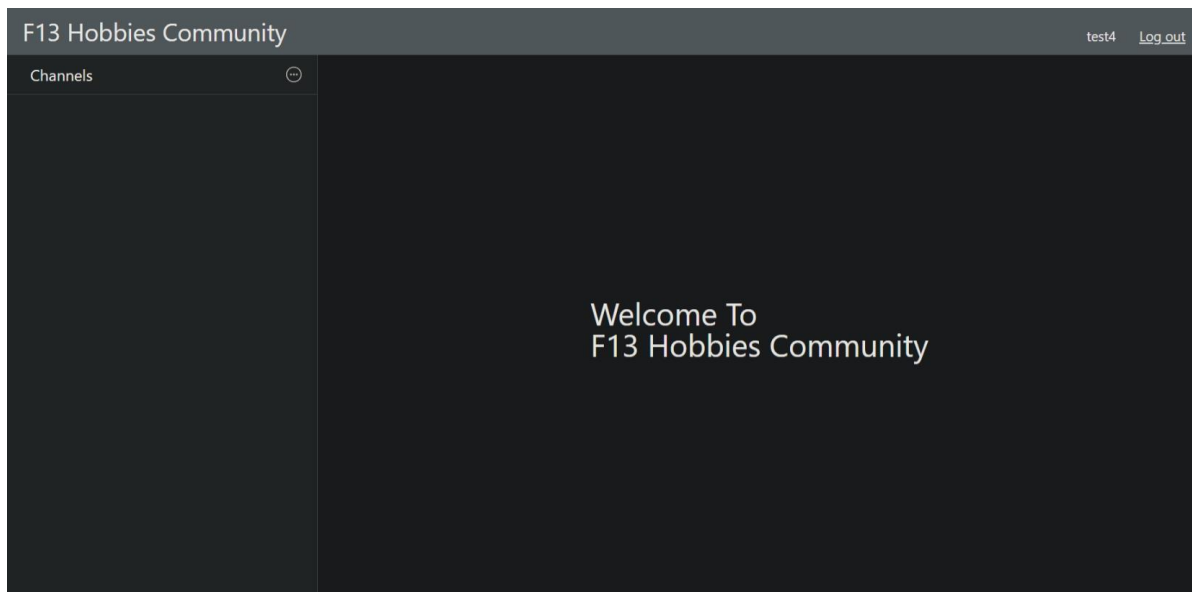 F13 Hobbies Community
test4 Log out
Channels
Welcome To
F13 Hobbies Community